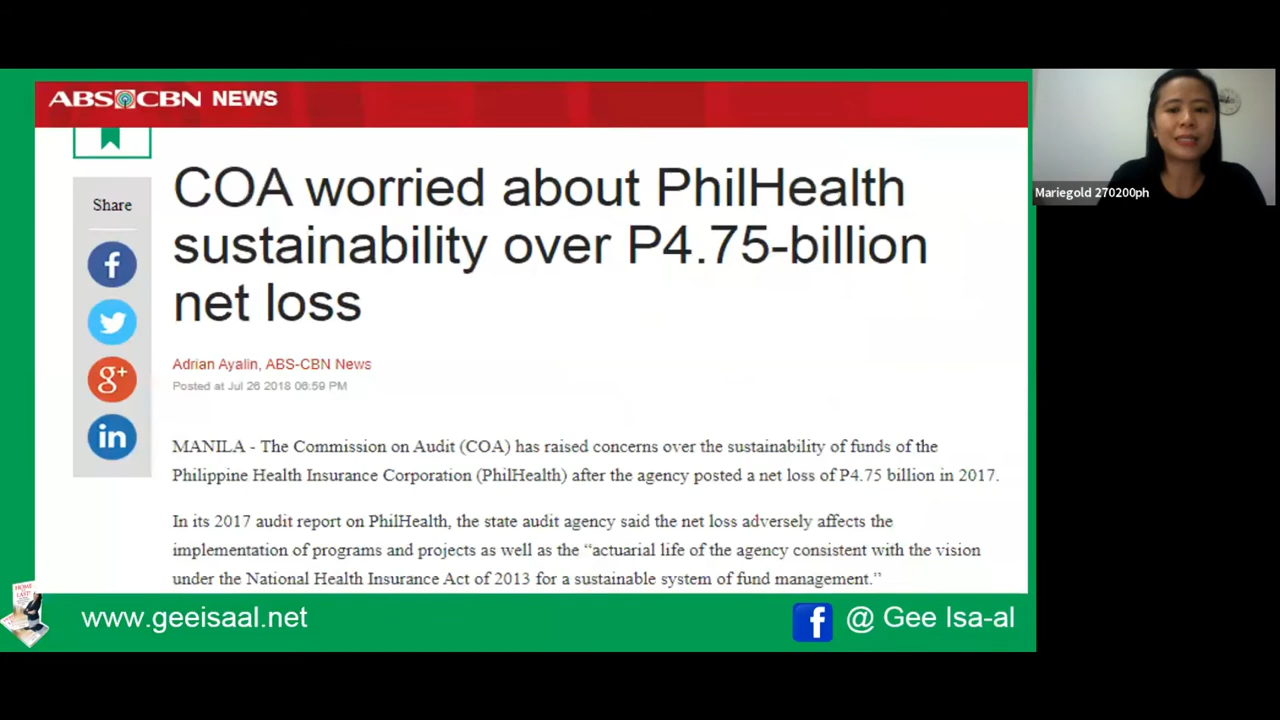 ABS CBN NEWS
Share
COA worried about PhilHealth
sustainability over P4.75-billion
net loss
Adrian Ayalin, ABS-CBN News
Posted at Jul 26 2018 06:59 PM
MANILA - The Commission on Audit (COA) has raised concerns over the sustainability of funds of the
Philippine Health Insurance Corporation (PhilHealth) after the agency posted a net loss of P4.75 billion in 2017.
In its 2017 audit report on PhilHealth, the state audit agency said the net loss adversely affects the
implementation of programs and projects as well as the “actuarial life of the agency consistent with the vision
under the National Health Insurance Act of 2013 for a sustainable system of fund management.”
www.geeisaal.net
@ Gee Isa-al
Mariegold 270200ph